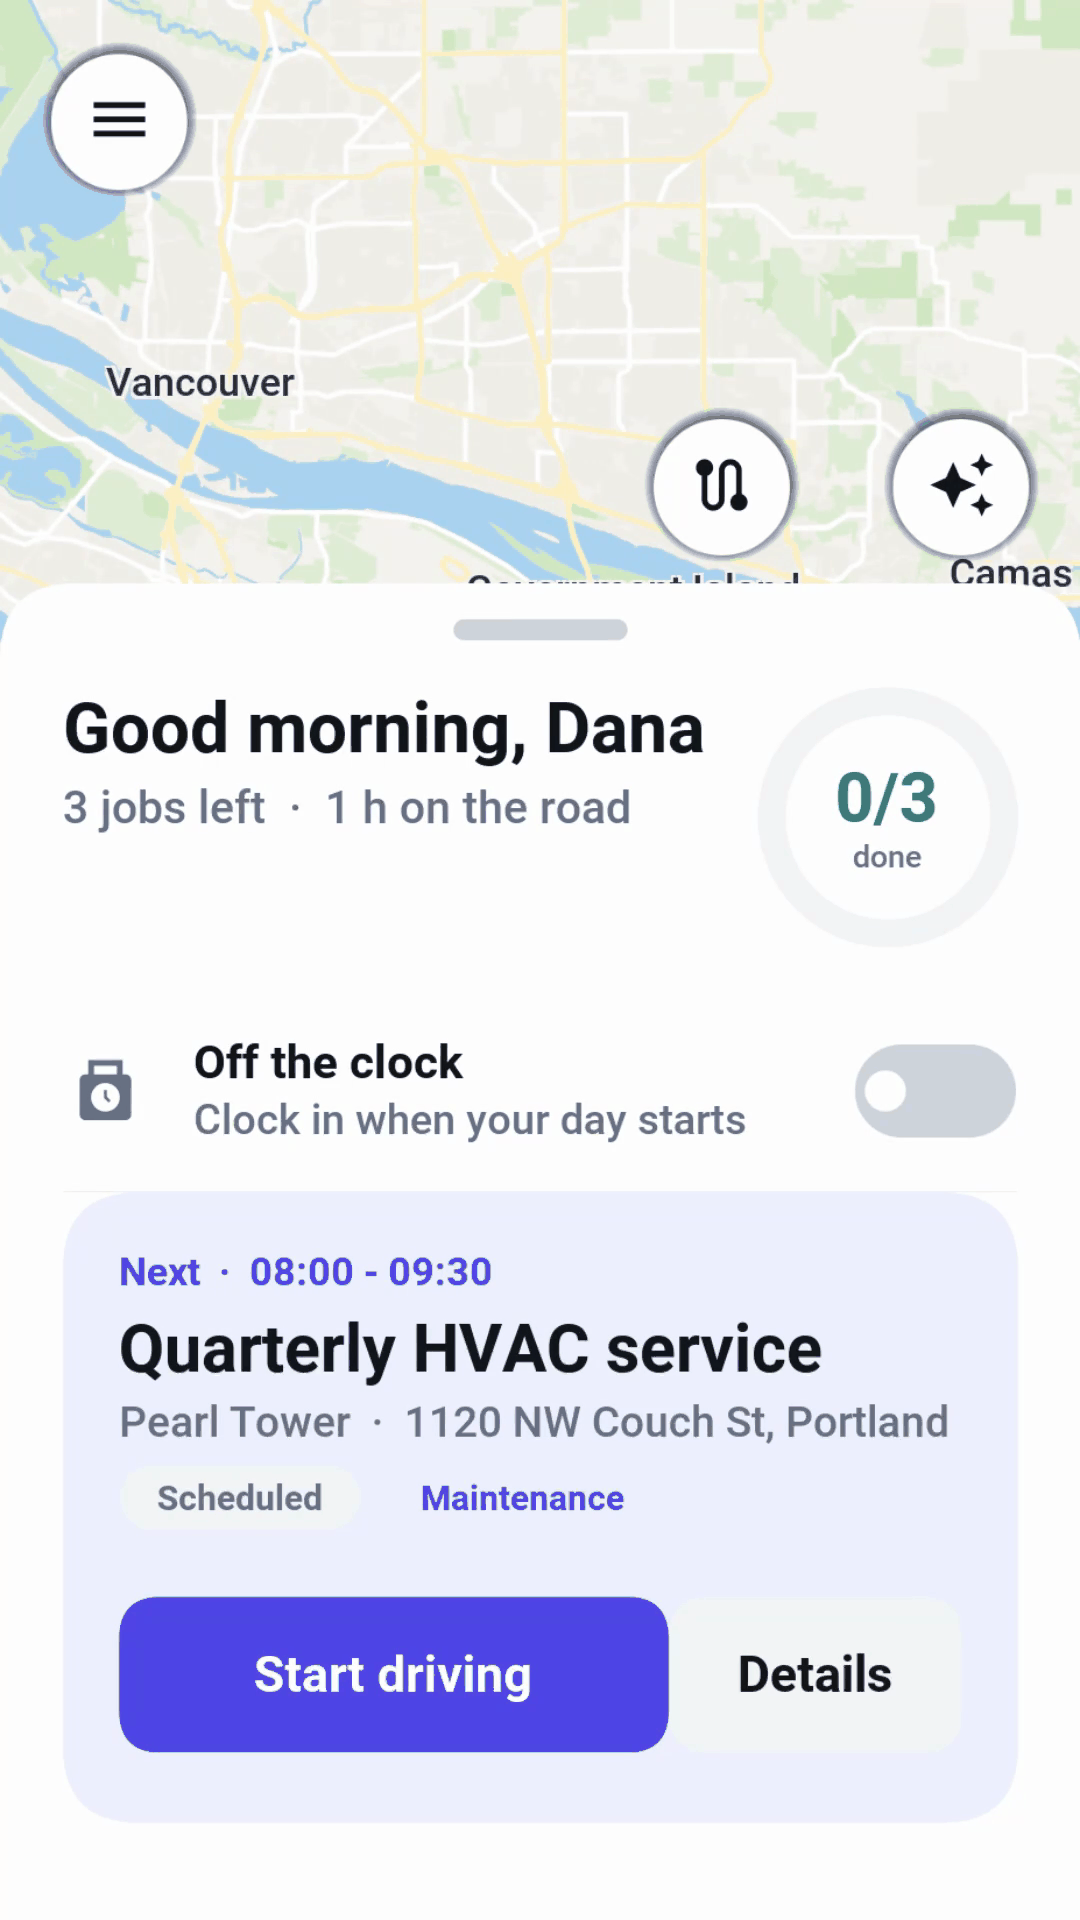 Vancouver
Government Island
Camas
Good morning, Dana
3 jobs left · 1 h on the road
0/3
done
Off the clock
Clock in when your day starts
Next · 08:00 - 09:30
Quarterly HVAC service
Pearl Tower · 1120 NW Couch St, Portland
Scheduled
Maintenance
Start driving
Details